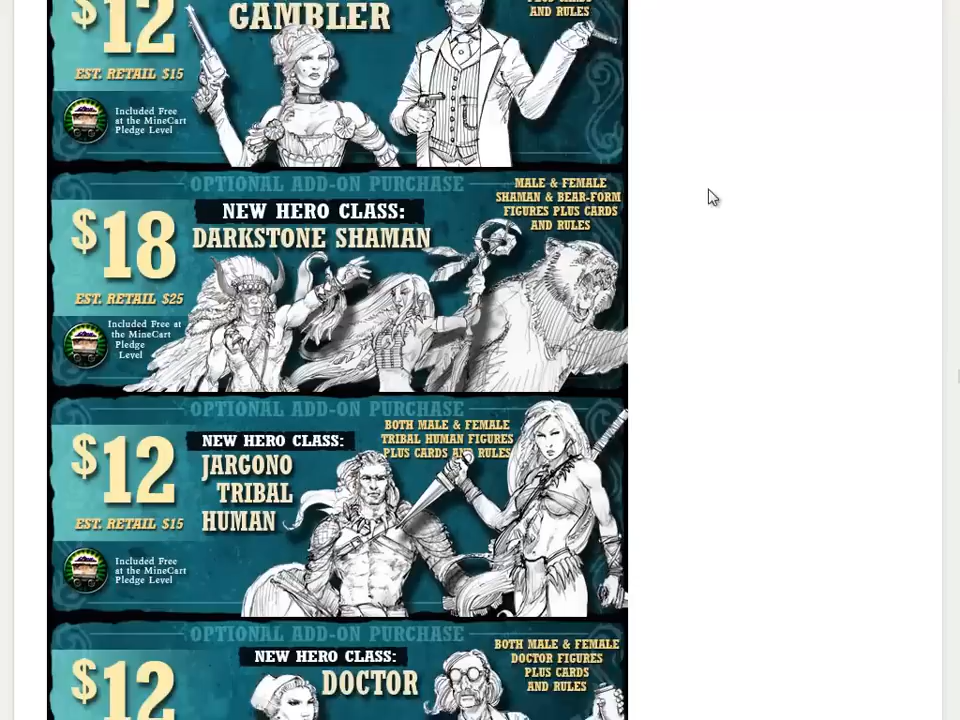 $12
GAMBLER
AND RULES
EST. RETAIL $15
Included Free
at the MineCart
Pledge Level
OPTIONAL ADD-ON PURCHASE
MALE & FEMALE
SHAMAN & BEAR-FORM
FIGURES PLUS CARDS
AND RULES
NEW HERO CLASS:
DARKSTONE SHAMAN
$18
EST. RETAIL $25
Included Free at
the MineCart
Pledge
Level
OPTIONAL ADD-ON PURCHASE
BOTH MALE & FEMALE
TRIBAL HUMAN FIGURES
PLUS CARDS AND RULES
NEW HERO CLASS:
JARGONO
TRIBAL
HUMAN
$12
EST. RETAIL $15
Included Free
at the MineCart
Pledge Level
OPTIONAL ADD-ON PURCHASE
BOTH MALE & FEMALE
DOCTOR FIGURES
PLUS CARDS
AND RULES
NEW HERO CLASS:
DOCTOR
$12